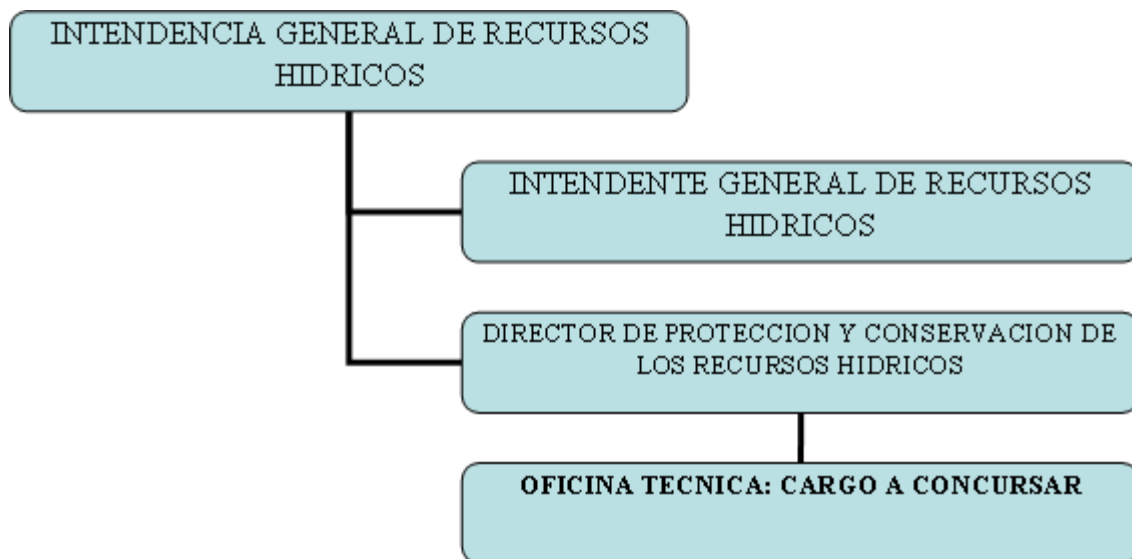 INTENDENCIA GENERAL DE RECURSOS
HIDRICOS
INTENDENTE GENERAL DE RECURSOS
HIDRICOS
DIRECTOR DE PROTECCION Y CONSERVACION DE
LOS RECURSOS HIDRICOS
OFICINA TECNICA: CARGO A CONCURSAR